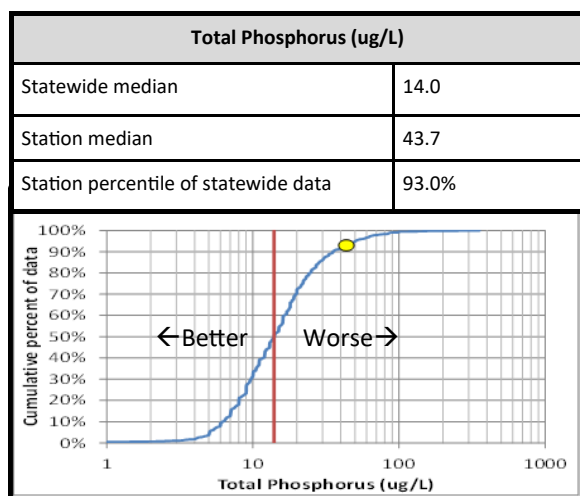 Total Phosphorus (ug/L)
Statewide median 14.0
Station median 43.7
Station percentile of statewide data 93.0%
100%
90%
80%
70%
60%
50%
40%
30%
20%
10%
0%
Cumulative percent of data
←Better Worse→
1 10 100 1000
Total Phosphorus (ug/L)